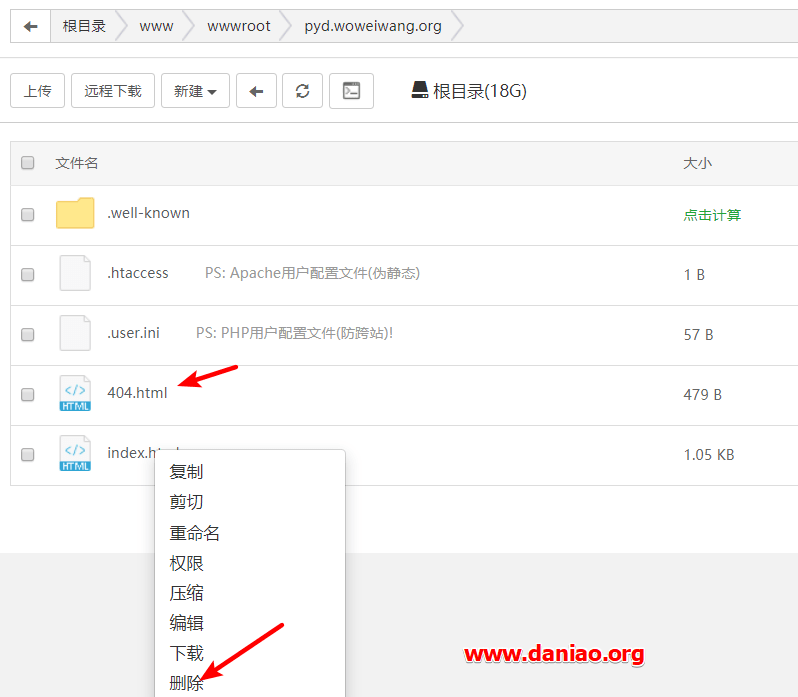 根目录 www wwwroot pyd.woweiwang.org
上传 远程下载 新建 根目录(18G)
文件名 大小
.well-known 点击计算
.htaccess PS: Apache用户配置文件(伪静态) 1 B
.user.ini PS: PHP用户配置文件(防跨站)! 57 B
</> HTML 404.html 479 B
</> HTML index.html 1.05 KB
复制
剪切
重命名
权限
压缩
编辑
下载
删除
www.daniao.org